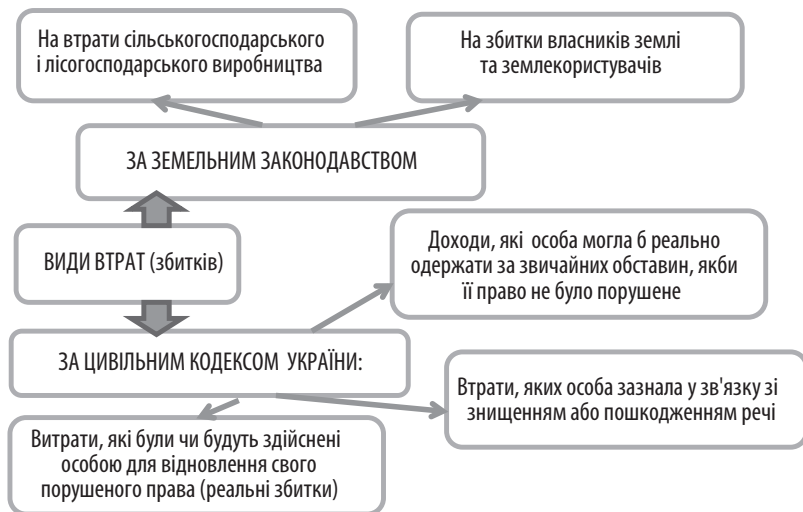 На втрати сільськогосподарського
і лісогосподарського виробництва
На збитки власників землі
та землекористувачів
ЗА ЗЕМЕЛЬНИМ ЗАКОНОДАВСТВОМ
ВИДИ ВТРАТ (збитків)
Доходи, які особа могла б реально
одержати за звичайних обставин, якби
її право не було порушене
ЗА ЦИВІЛЬНИМ КОДЕКСОМ УКРАЇНИ:
Втрати, яких особа зазнала у зв'язку зі
знищенням або пошкодженням речі
Витрати, які були чи будуть здійснені
особою для відновлення свого
порушеного права (реальні збитки)